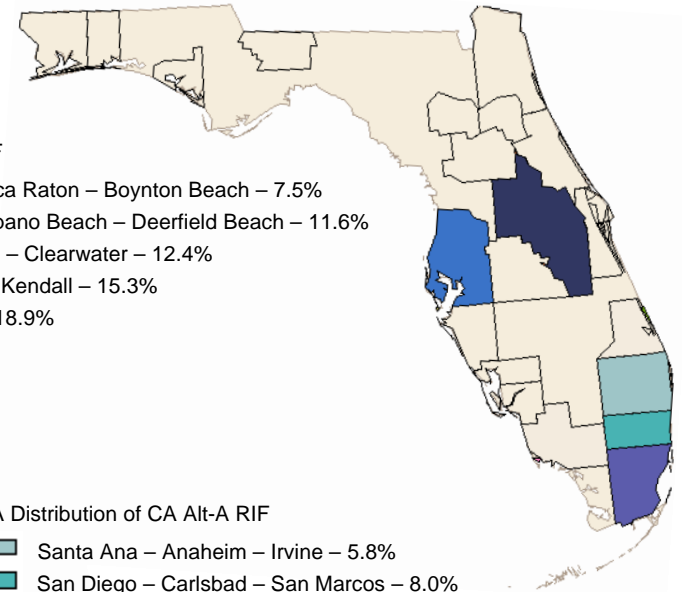 ca Raton – Boynton Beach – 7.5%
pano Beach – Deerfield Beach – 11.6%
– Clearwater – 12.4%
Kendall – 15.3%
18.9%
A Distribution of CA Alt-A RIF
Santa Ana – Anaheim – Irvine – 5.8%
San Diego – Carlsbad – San Marcos – 8.0%